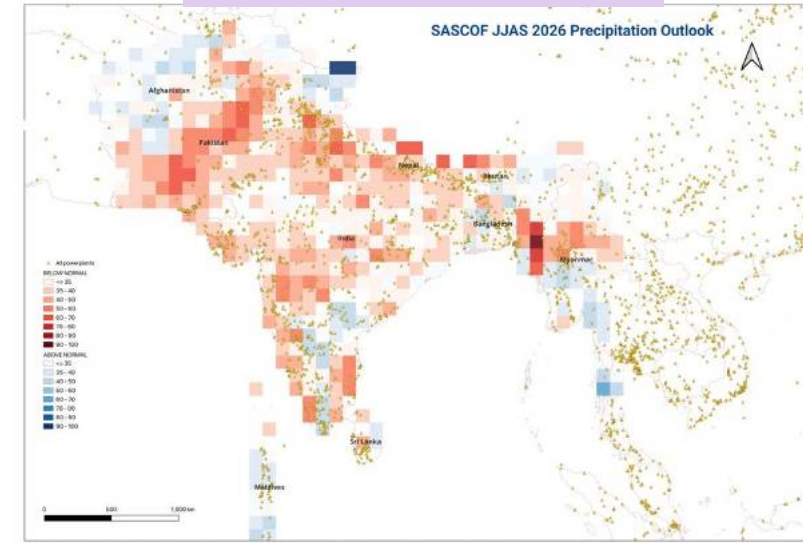 SASCOF JJAS 2026 Precipitation Outlook
Afghanistan
Pakistan
Nepal
Bhutan
Bangladesh
India
Myanmar
Sri Lanka
Maldives
All powerplants
BELOW NORMAL
<= 35
35 - 40
40 - 50
50 - 60
60 - 70
70 - 80
80 - 90
90 - 100
ABOVE NORMAL
<= 35
35 - 40
40 - 50
50 - 60
60 - 70
70 - 80
80 - 90
90 - 100
0 500 1,000 km